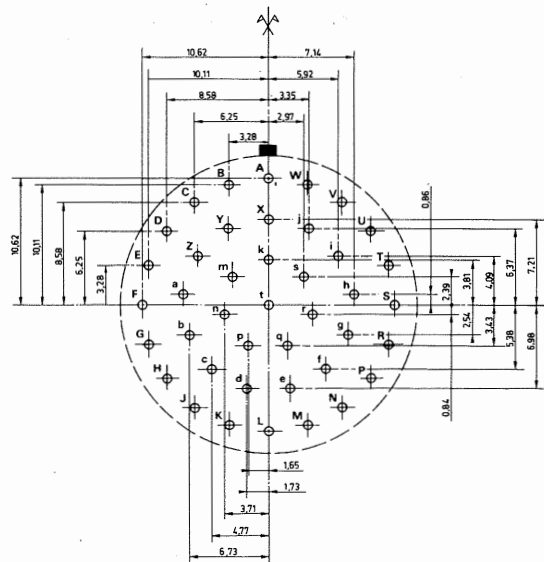 10,62 7,14
10,11 5,92
8,58 3,35
6,25 2,97
3,28
A
B W
C V
X
D Y j U
Z k i T
E
m s
a h
F t S
n r
b g
G p q R
c f
H d e P
J N
K L M
10,62
10,11
8,58
6,25
3,28
0,86
2,39
3,81
4,09
6,37
7,21
2,54
3,43
5,38
6,98
0,84
1,65
1,73
3,71
4,77
6,73